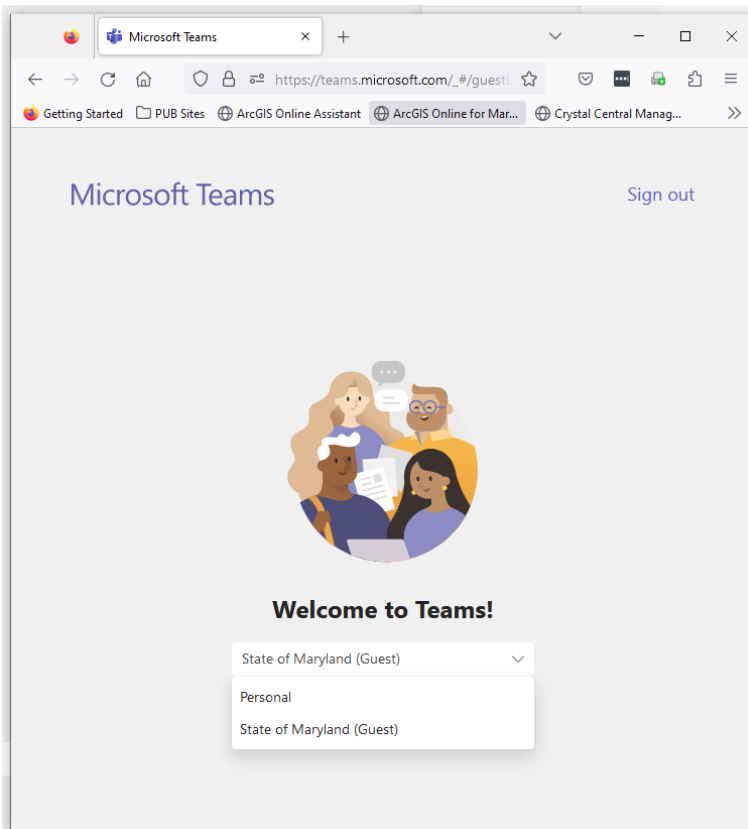 Microsoft Teams
https://teams.microsoft.com/_#/guestL
Getting Started PUB Sites ArcGIS Online Assistant ArcGIS Online for Mar... Crystal Central Manag...
Microsoft Teams Sign out
Welcome to Teams!
State of Maryland (Guest)
Personal
State of Maryland (Guest)